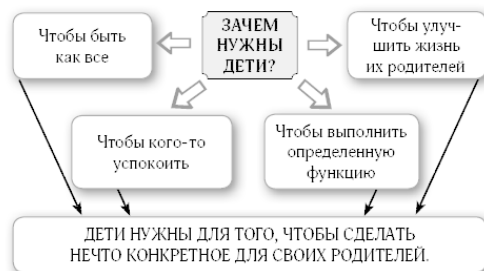 ЗАЧЕМ
НУЖНЫ
ДЕТИ?
Чтобы быть
как все
Чтобы улуч-
шить жизнь
их родителей
Чтобы кого-то
успокоить
Чтобы выполнить
определенную
функцию
ДЕТИ НУЖНЫ ДЛЯ ТОГО, ЧТОБЫ СДЕЛАТЬ
НЕЧТО КОНКРЕТНОЕ ДЛЯ СВОИХ РОДИТЕЛЕЙ.